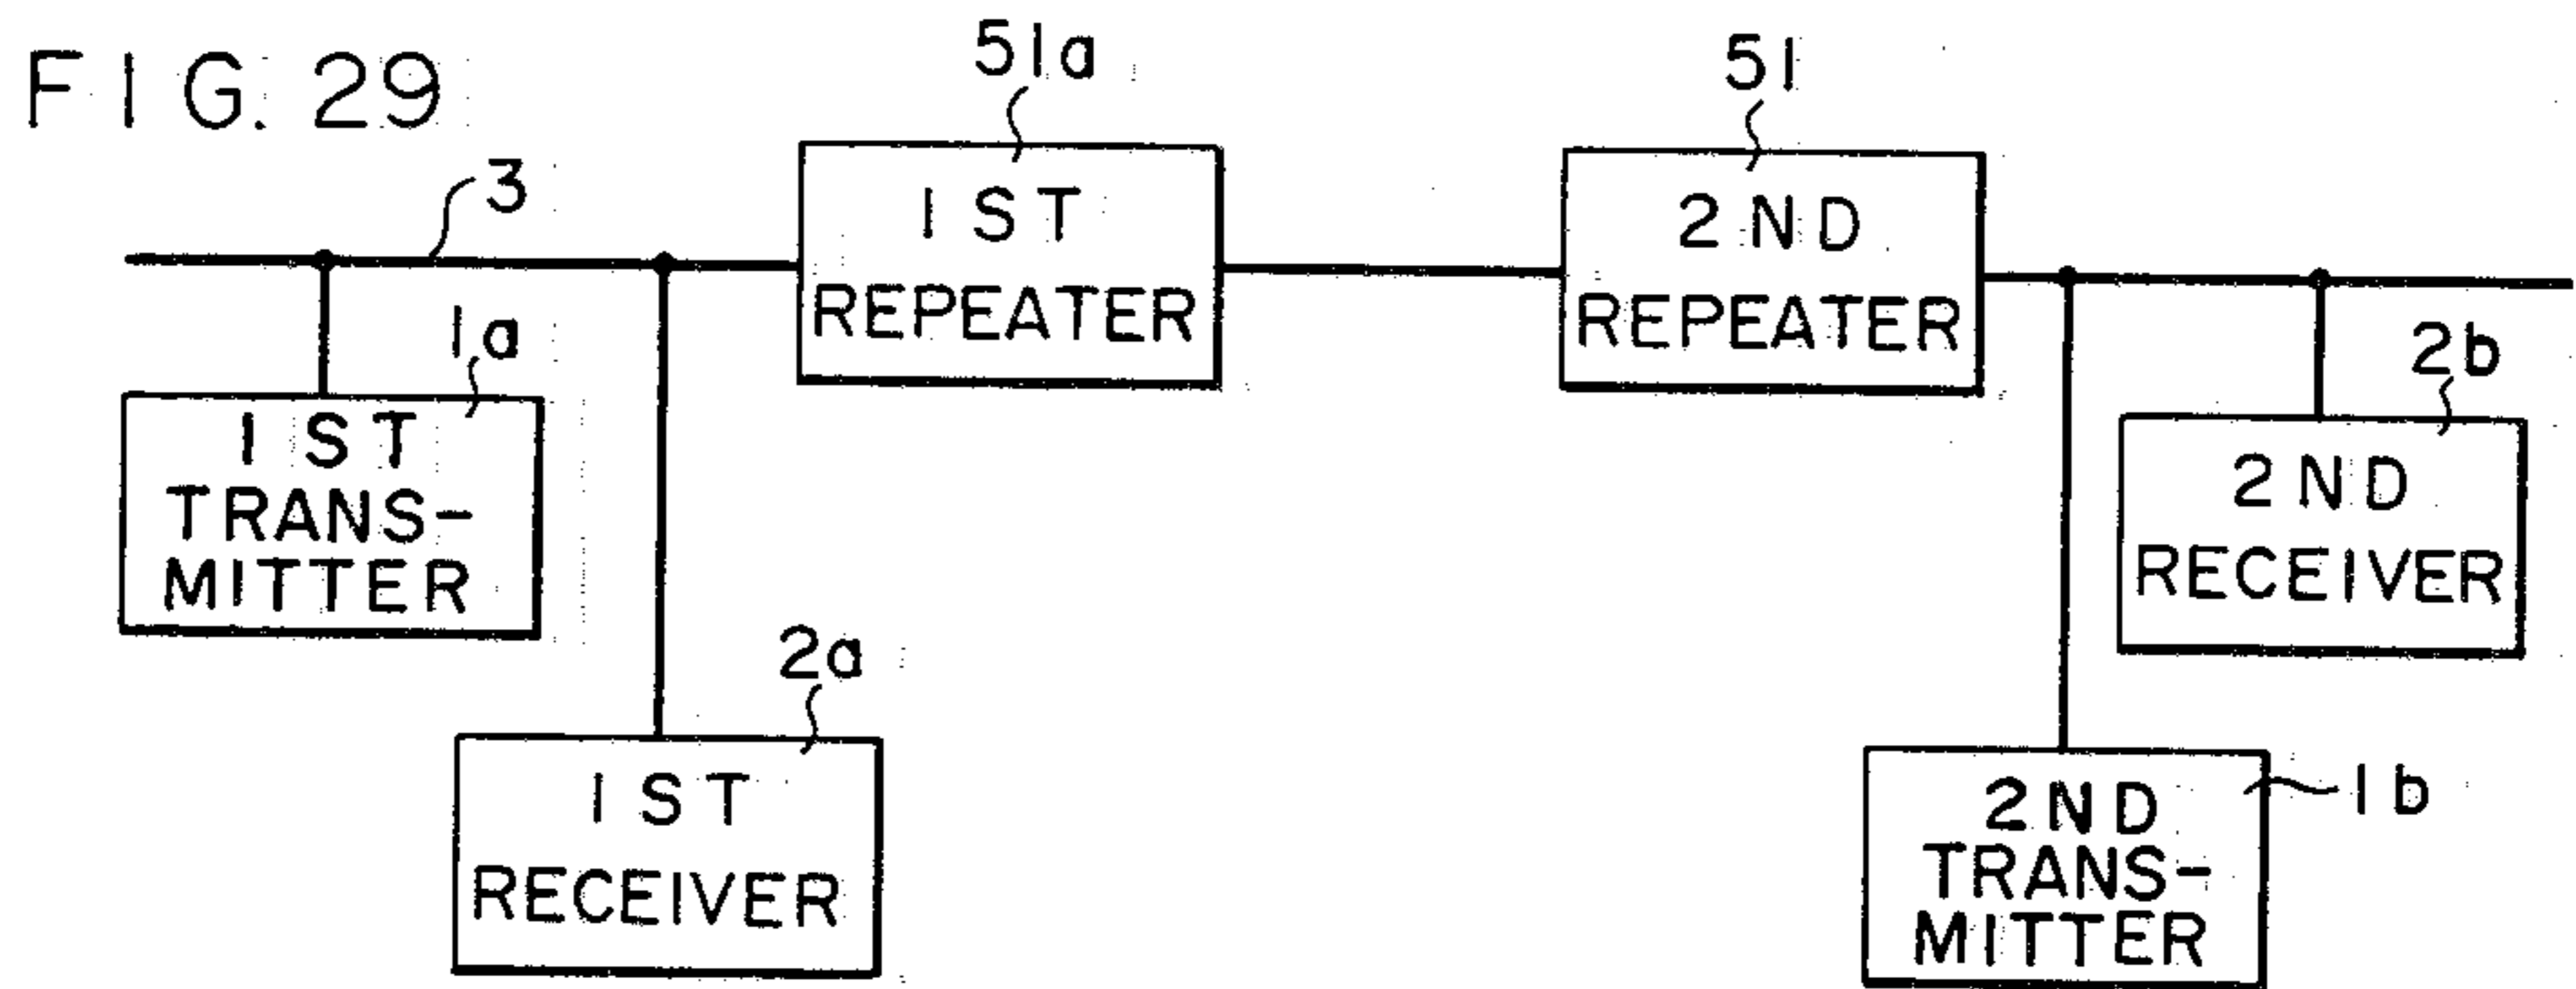 FIG. 29
3
51a
1ST
REPEATER
51
2ND
REPEATER
1a
1ST
TRANS-
MITTER
2a
1ST
RECEIVER
2b
2ND
RECEIVER
1b
2ND
TRANS-
MITTER